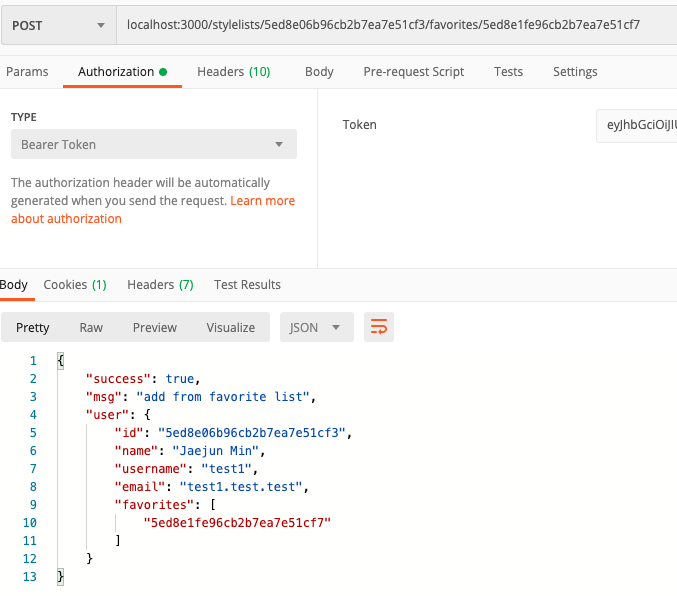 POST localhost:3000/stylelists/5ed8e06b96cb2b7ea7e51cf3/favorites/5ed8e1fe96cb2b7ea7e51cf7
Params Authorization Headers (10) Body Pre-request Script Tests Settings
TYPE
Bearer Token
The authorization header will be automatically
generated when you send the request. Learn more
about authorization
Token eyJhbGciOiJIU
Body Cookies (1) Headers (7) Test Results
Pretty Raw Preview Visualize JSON
1 {
2 "success": true,
3 "msg": "add from favorite list",
4 "user": {
5 "id": "5ed8e06b96cb2b7ea7e51cf3",
6 "name": "Jaejun Min",
7 "username": "test1",
8 "email": "test1.test.test",
9 "favorites": [
10 "5ed8e1fe96cb2b7ea7e51cf7"
11 ]
12 }
13 }